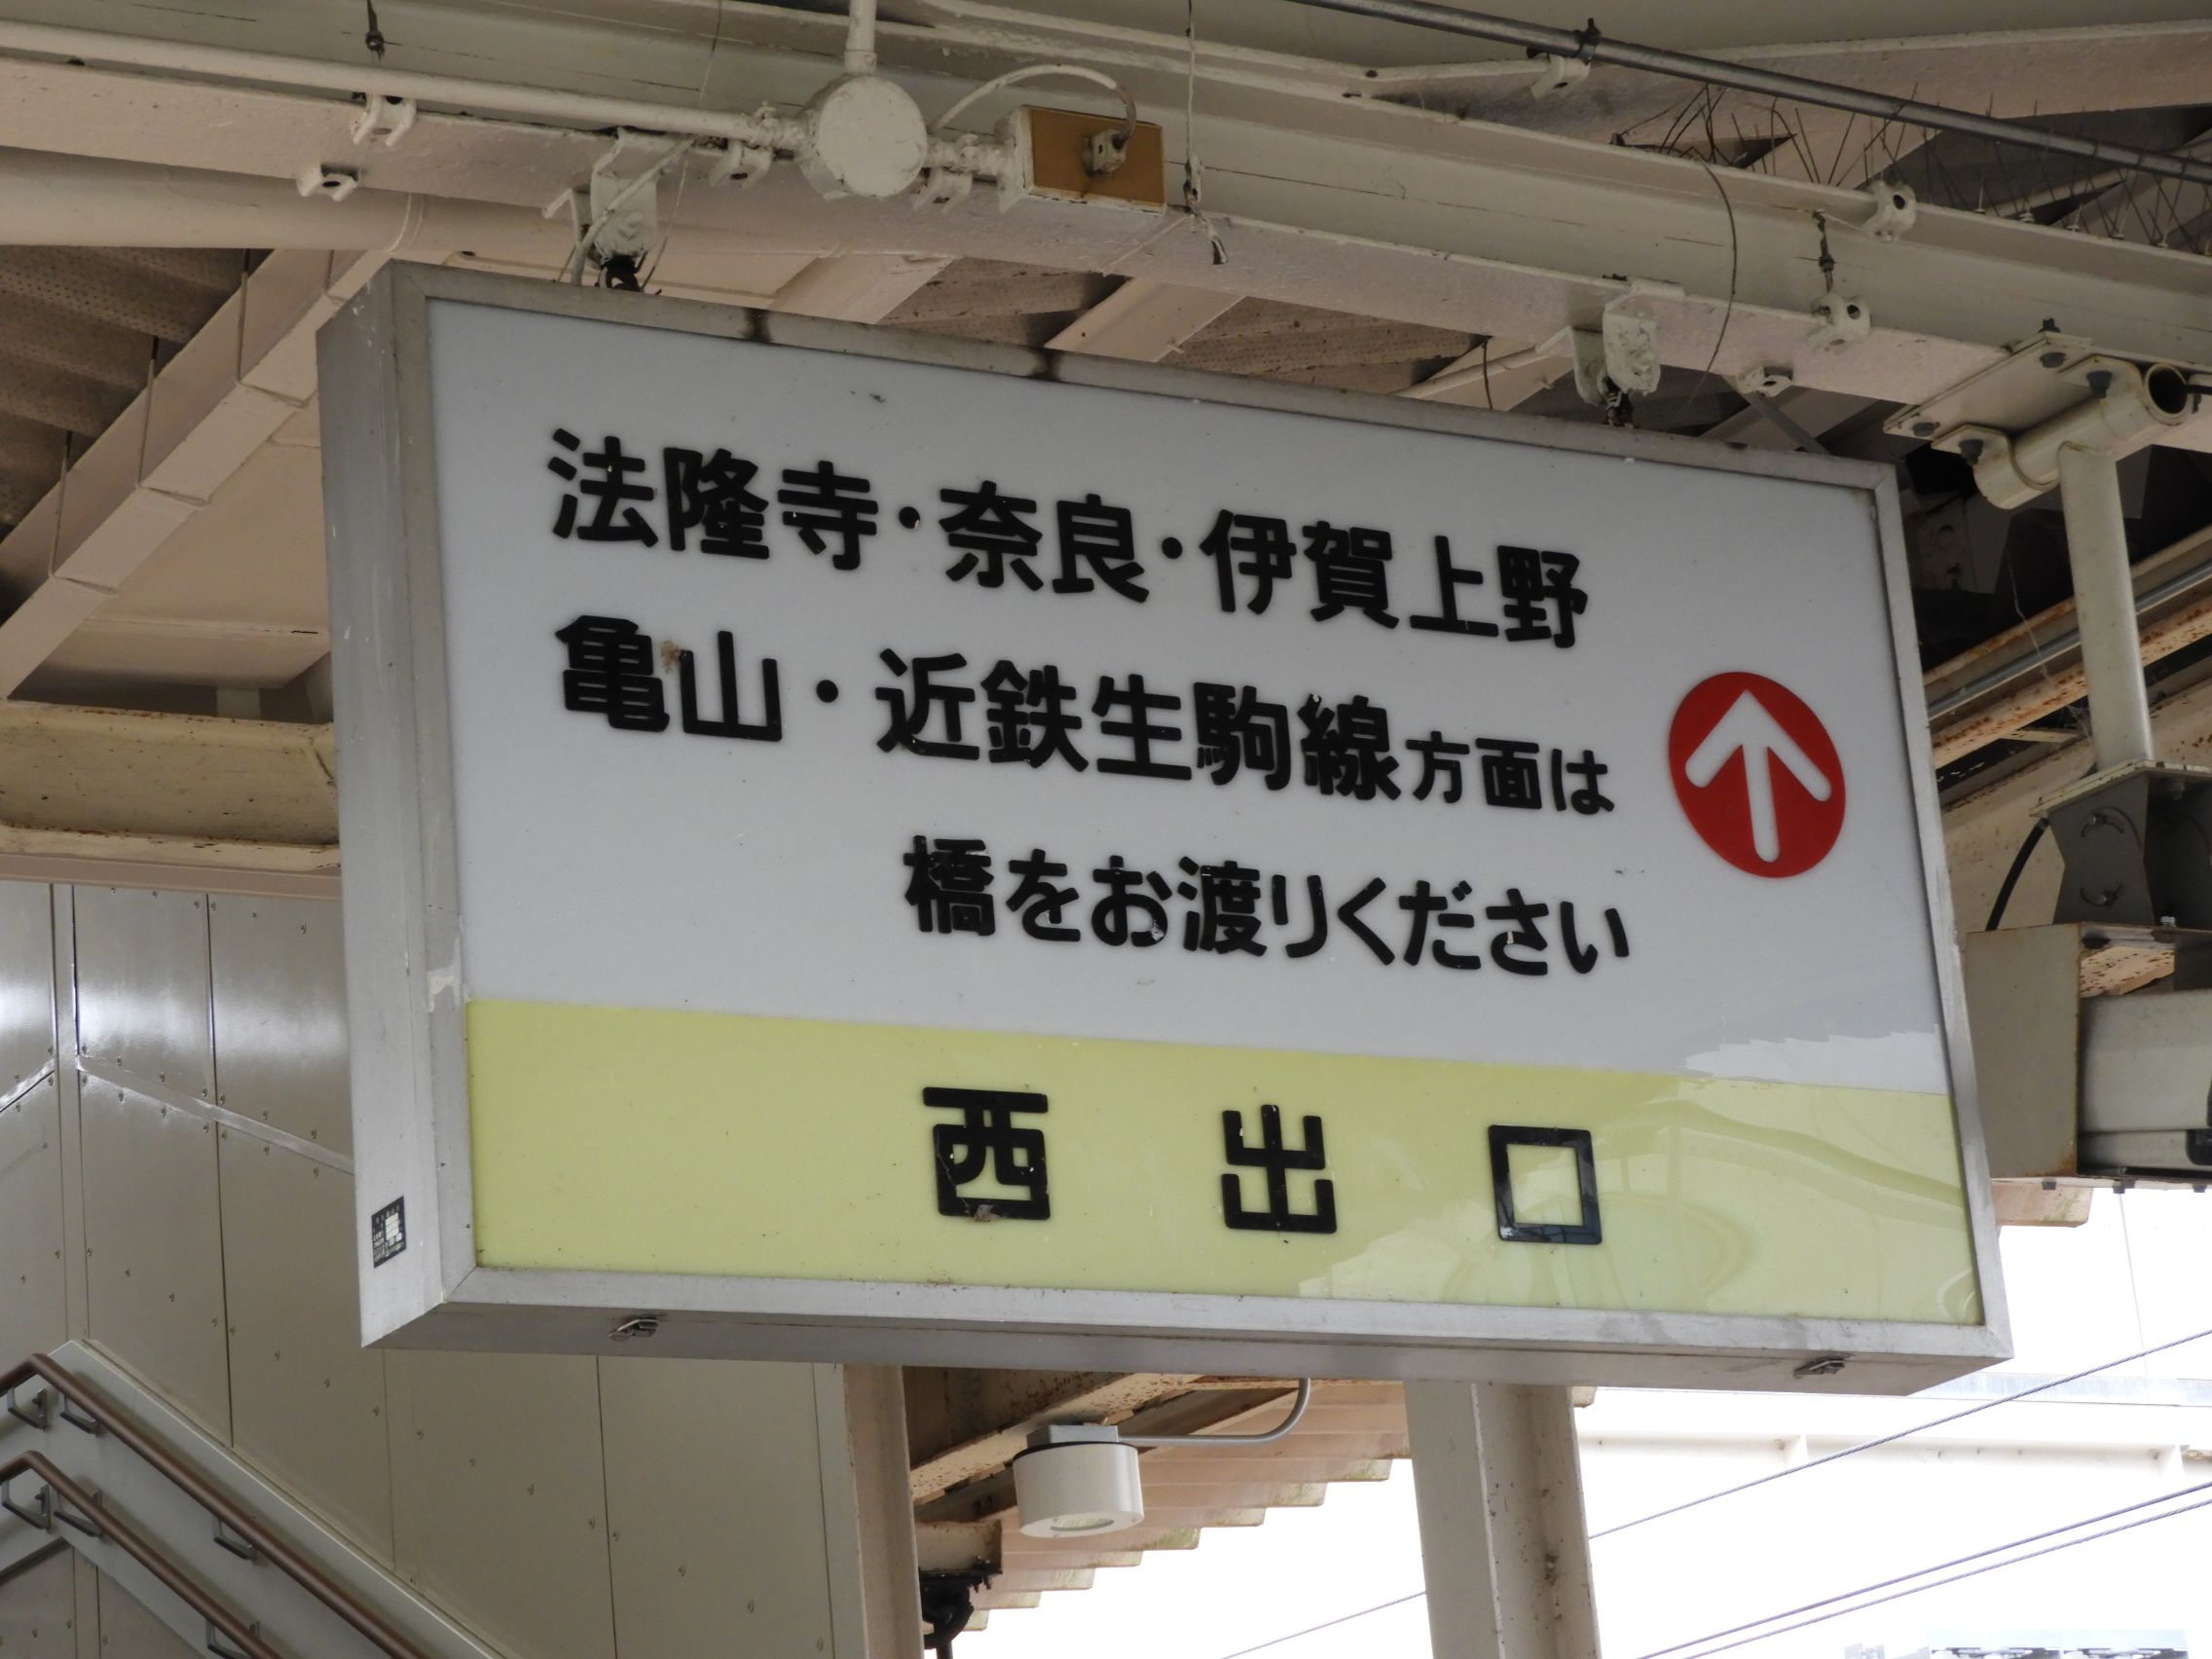 法隆寺・奈良・伊賀上野
亀山・近鉄生駒線方面は
橋をお渡りください
西出口